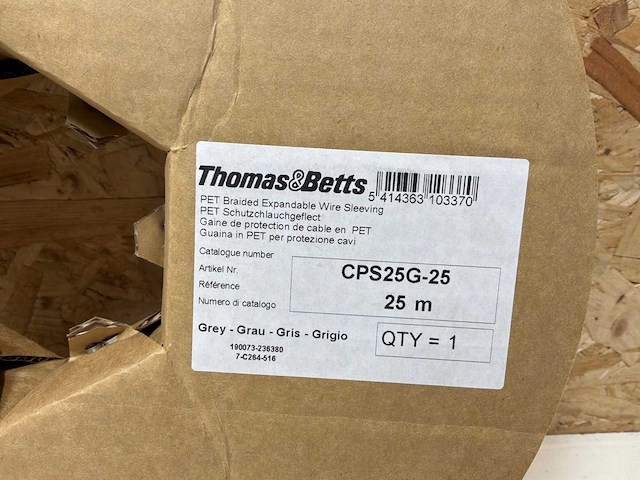 Thomas&Betts
5 414363 103370
PET Braided Expandable Wire Sleeving
PET Schutzchlauchgeflect
Gaine de protection de cable en PET
Guaina in PET per protezione cavi
Catalogue number
Artikel Nr.
Référence
Numero di catalogo
CPS25G-25
25 m
Grey - Grau - Gris - Grigio
QTY = 1
190073-236380
7-C264-516